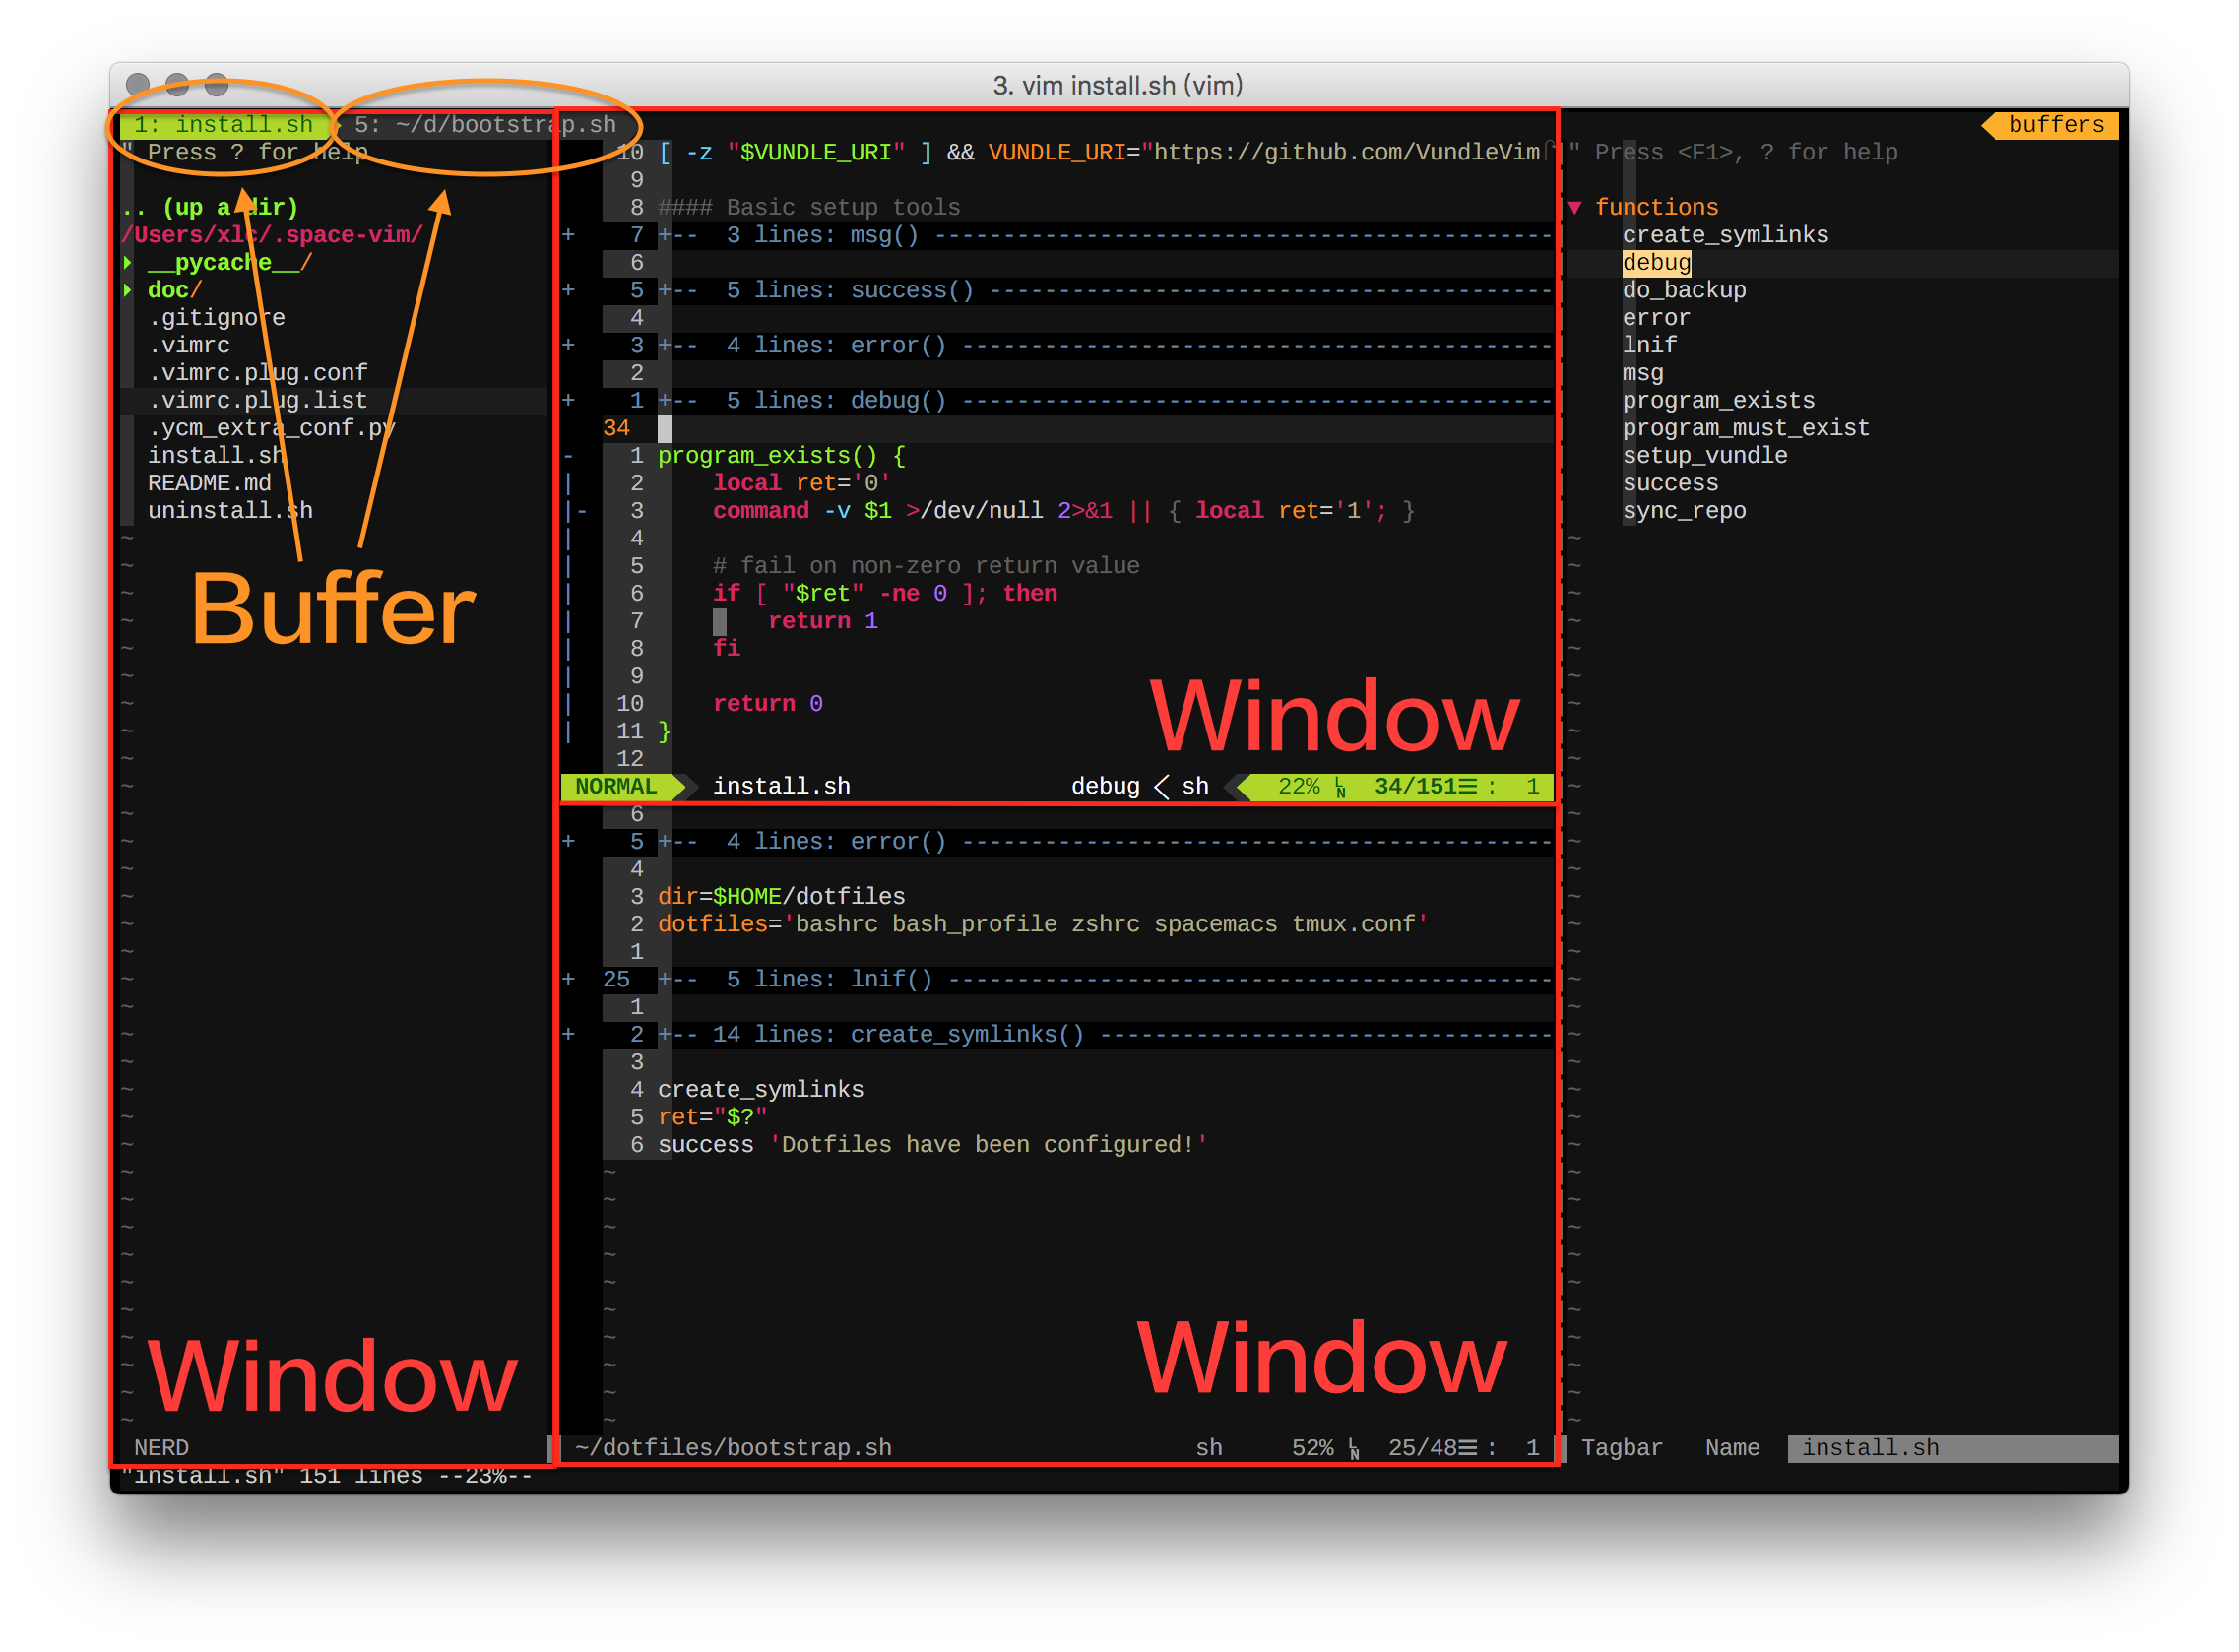 3. vim install.sh (vim)
1: install.sh
5: ~/d/bootstrap.sh
buffers
" Press ? for help
.. (up a dir)
/Users/xlc/.space-vim/
▸ __pycache__/
▸ doc/
.gitignore
.vimrc
.vimrc.plug.conf
.vimrc.plug.list
.ycm_extra_conf.py
install.sh
README.md
uninstall.sh
Buffer
Window
NERD
10 [ -z "$VUNDLE_URI" ] && VUNDLE_URI="https://github.com/VundleVim
9
8 #### Basic setup tools
+ 7 +-- 3 lines: msg() -------------------------------------------
6
+ 5 +-- 5 lines: success() ---------------------------------------
4
+ 3 +-- 4 lines: error() -----------------------------------------
2
+ 1 +-- 5 lines: debug() -----------------------------------------
34
- 1 program_exists() {
| 2 local ret='0'
|- 3 command -v $1 >/dev/null 2>&1 || { local ret='1'; }
| 4
| 5 # fail on non-zero return value
| 6 if [ "$ret" -ne 0 ]; then
| 7 return 1
| 8 fi
| 9
| 10 return 0
| 11 }
12
Window
NORMAL install.sh debug < sh 22% LN 34/151☰ : 1
6
+ 5 +-- 4 lines: error() -----------------------------------------
4
3 dir=$HOME/dotfiles
2 dotfiles='bashrc bash_profile zshrc spacemacs tmux.conf'
1
+ 25 +-- 5 lines: lnif() ------------------------------------------
1
+ 2 +-- 14 lines: create_symlinks() -------------------------------
3
4 create_symlinks
5 ret="$?"
6 success 'Dotfiles have been configured!'
Window
~/dotfiles/bootstrap.sh sh 52% LN 25/48☰ : 1
" Press <F1>, ? for help
▼ functions
create_symlinks
debug
do_backup
error
lnif
msg
program_exists
program_must_exist
setup_vundle
success
sync_repo
Tagbar Name install.sh
"install.sh" 151 lines --23%--